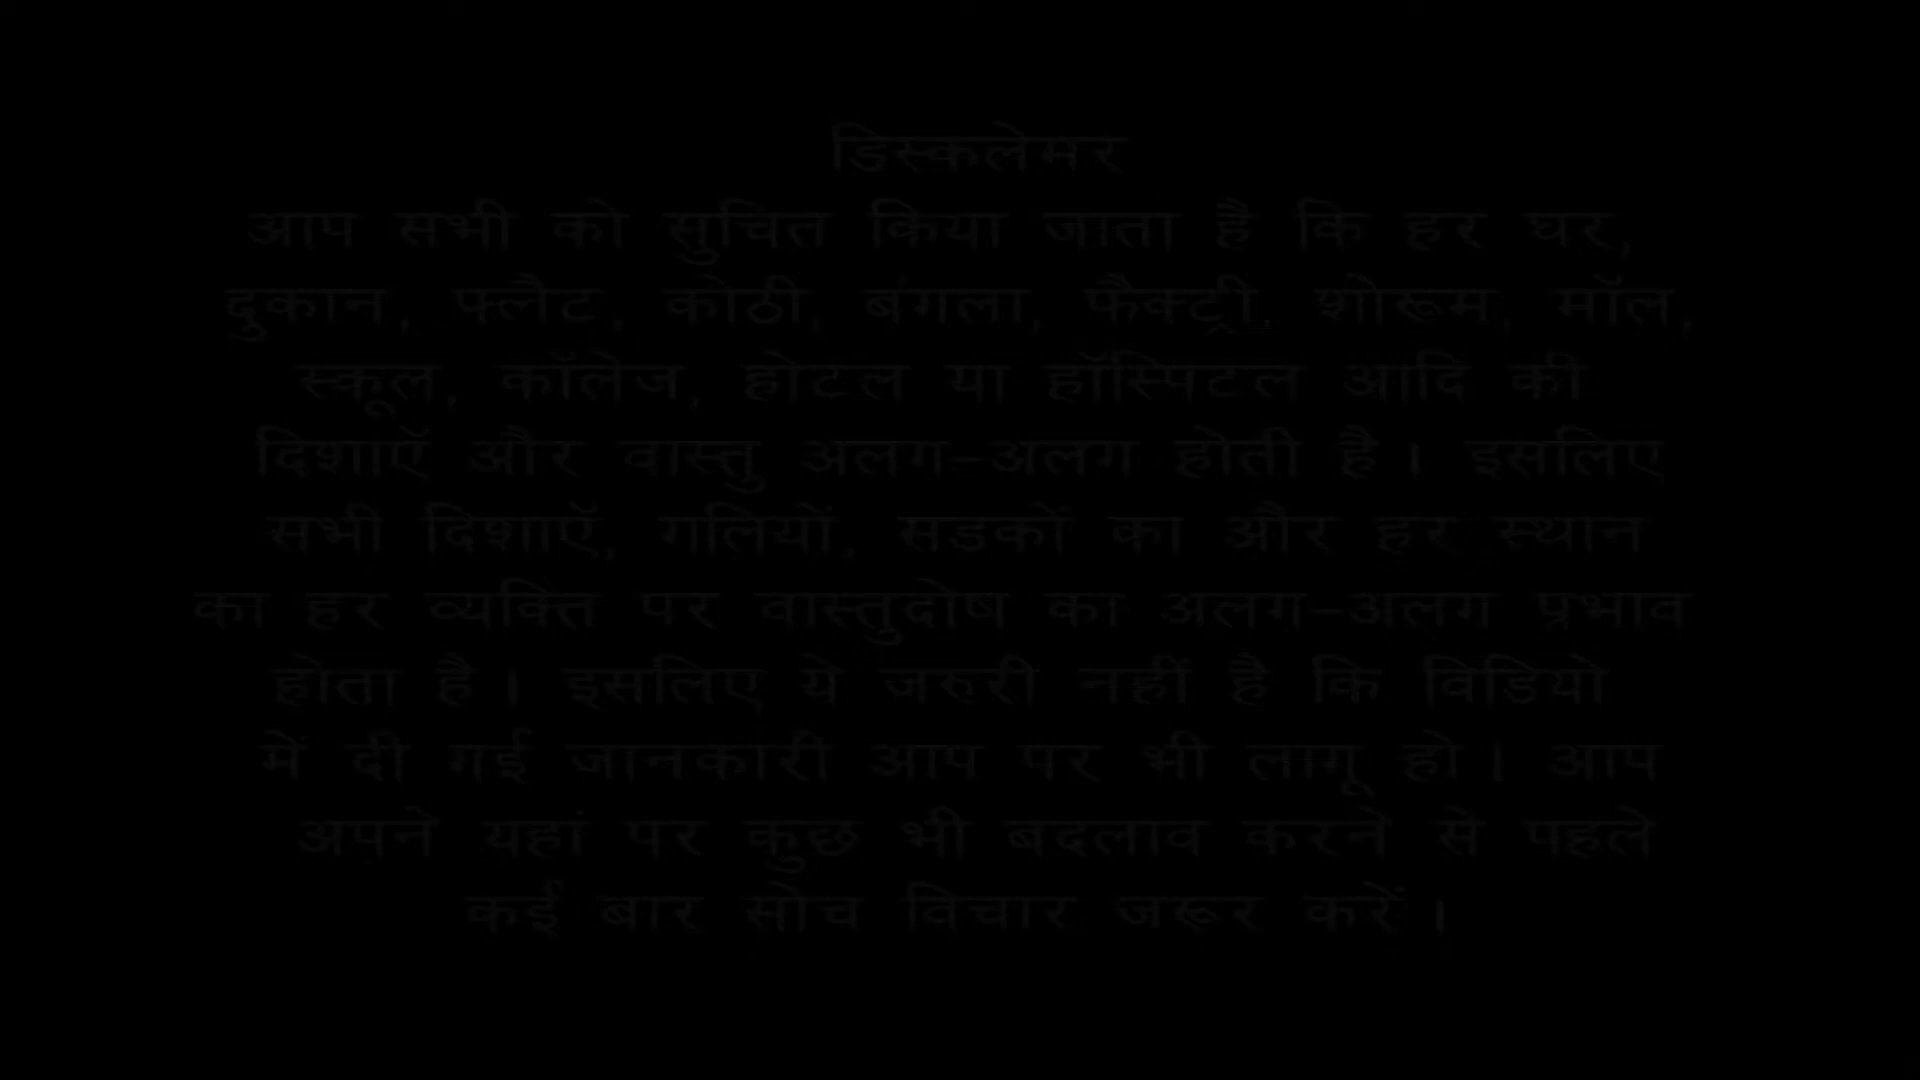 डिस्कलेमर
आप सभी को सुचित किया जाता है कि हर घर,
दुकान, फ्लैट, कोठी, बंगला, फैक्ट्री, शोरूम, मॉल,
स्कूल, कॉलेज, होटल या हॉस्पिटल आदि की
दिशाऍ और वास्तु अलग-अलग होती है। इसलिए
सभी दिशाऍ, गलियों, सडकों का और हर स्थान
का हर व्यक्ति पर वास्तुदोष का अलग-अलग प्रभाव
होता है। इसलिए ये जरुरी नहीं है कि विडियो
में दी गई जानकारी आप पर भी लागू हो। आप
अपने यहां पर कुछ भी बदलाव करने से पहले
कई बार सोच विचार जरूर करें।